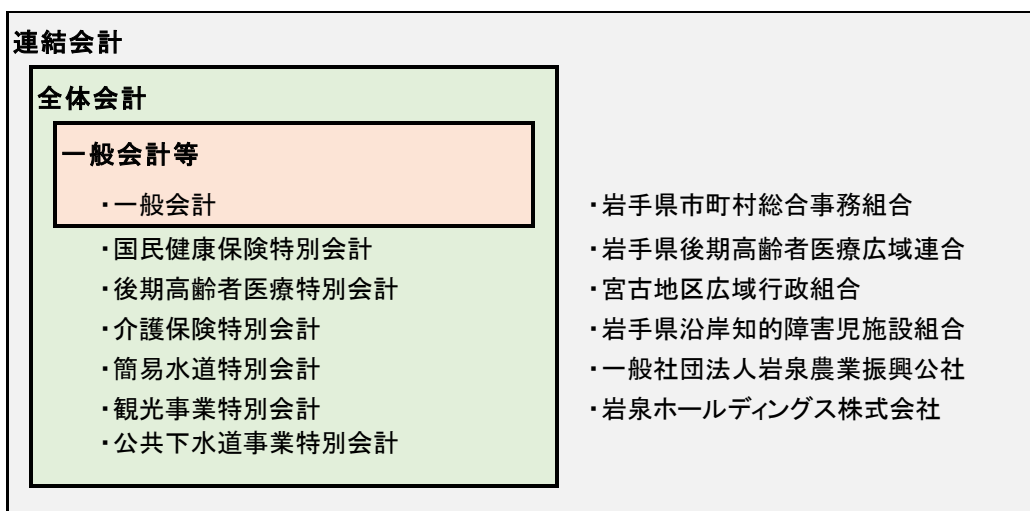 連結会計
全体会計
一般会計等
・一般会計
・国民健康保険特別会計
・後期高齢者医療特別会計
・介護保険特別会計
・簡易水道特別会計
・観光事業特別会計
・公共下水道事業特別会計
・岩手県市町村総合事務組合
・岩手県後期高齢者医療広域連合
・宮古地区広域行政組合
・岩手県沿岸知的障害児施設組合
・一般社団法人岩泉農業振興公社
・岩泉ホールディングス株式会社